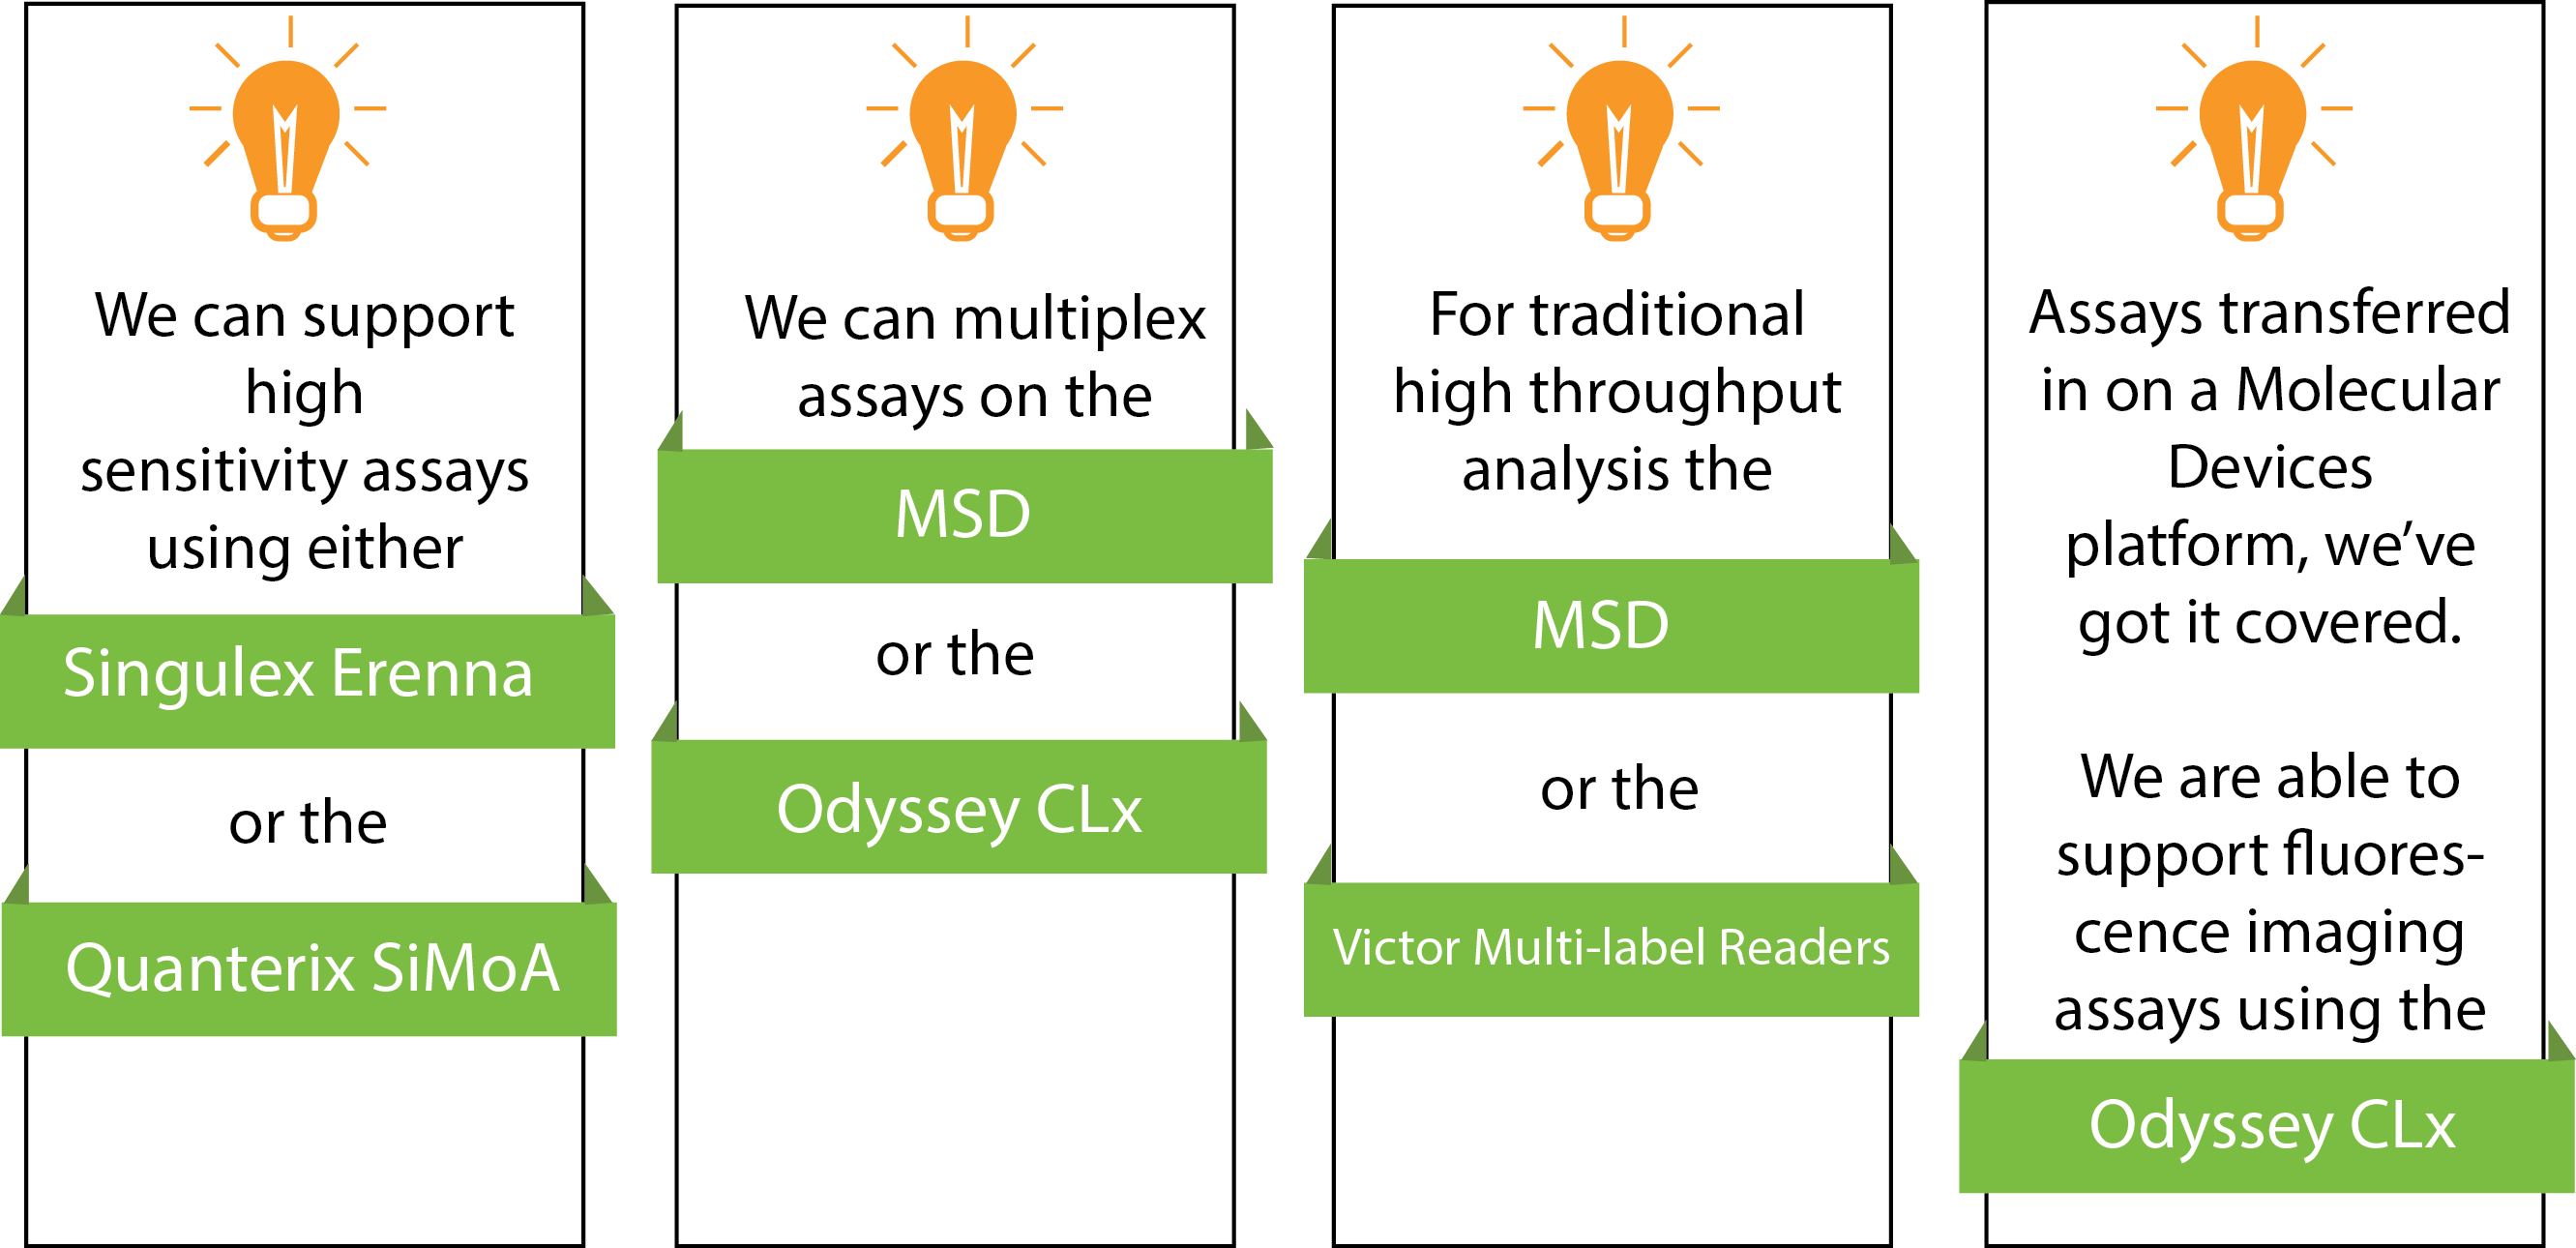 We can support
high
sensitivity assays
using either
Singulex Erenna
or the
Quanterix SiMoA
We can multiplex
assays on the
MSD
or the
Odyssey CLx
For traditional
high throughput
analysis the
MSD
or the
Victor Multi-label Readers
Assays transferred
in on a Molecular
Devices
platform, we’ve
got it covered.
We are able to
support fluores-
cence imaging
assays using the
Odyssey CLx